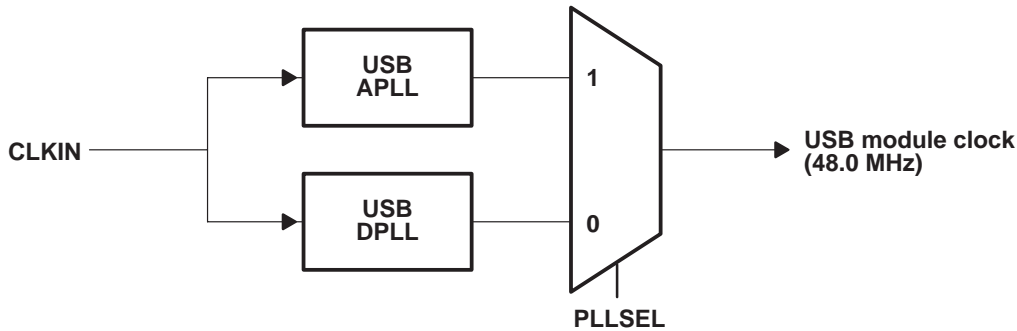 USB
APLL
1
CLKIN
USB module clock
(48.0 MHz)
USB
DPLL
0
PLLSEL